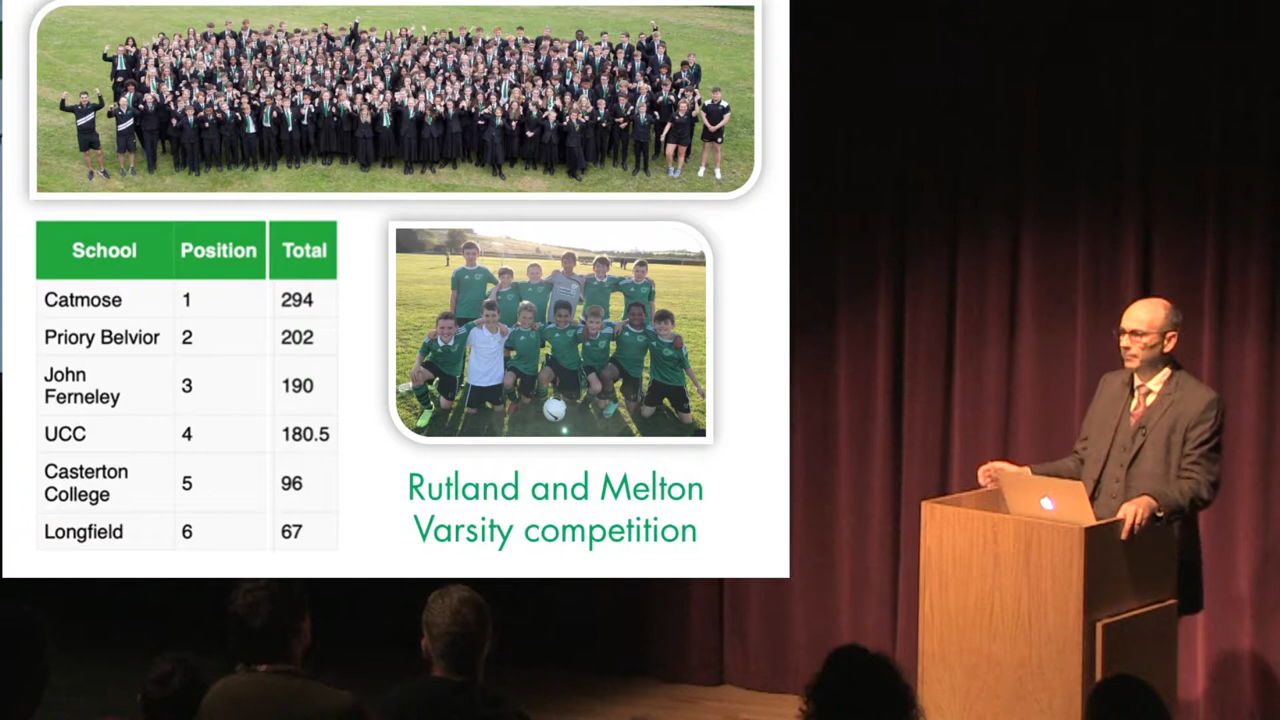 School Position Total
Catmose 1 294
Priory Belvior 2 202
John
Ferneley 3 190
UCC 4 180.5
Casterton
College 5 96
Longfield 6 67
Rutland and Melton
Varsity competition